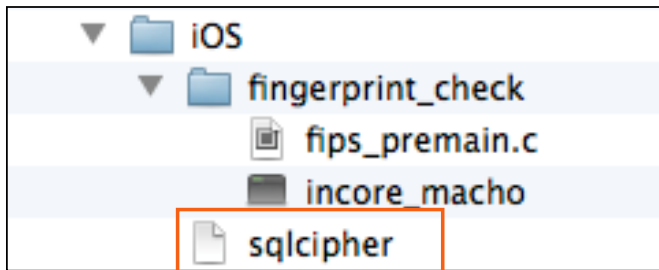 iOS
fingerprint_check
fips_premain.c
incore_macho
sqlcipher